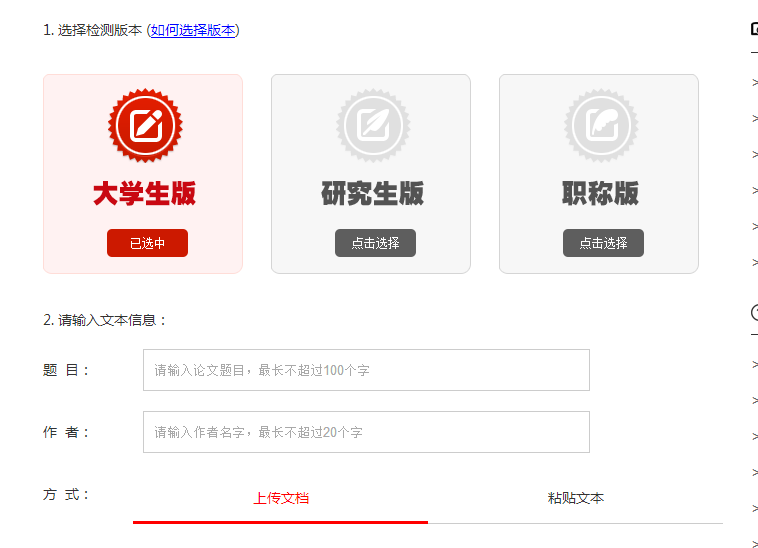 1. 选择检测版本 (如何选择版本)
大学生版 研究生版 职称版
已选中 点击选择 点击选择
2. 请输入文本信息：
题 目： 请输入论文题目，最长不超过100个字
作 者： 请输入作者名字，最长不超过20个字
方 式： 上传文档 粘贴文本
>
>
>
>
>
>
>
>
>
>
>
>